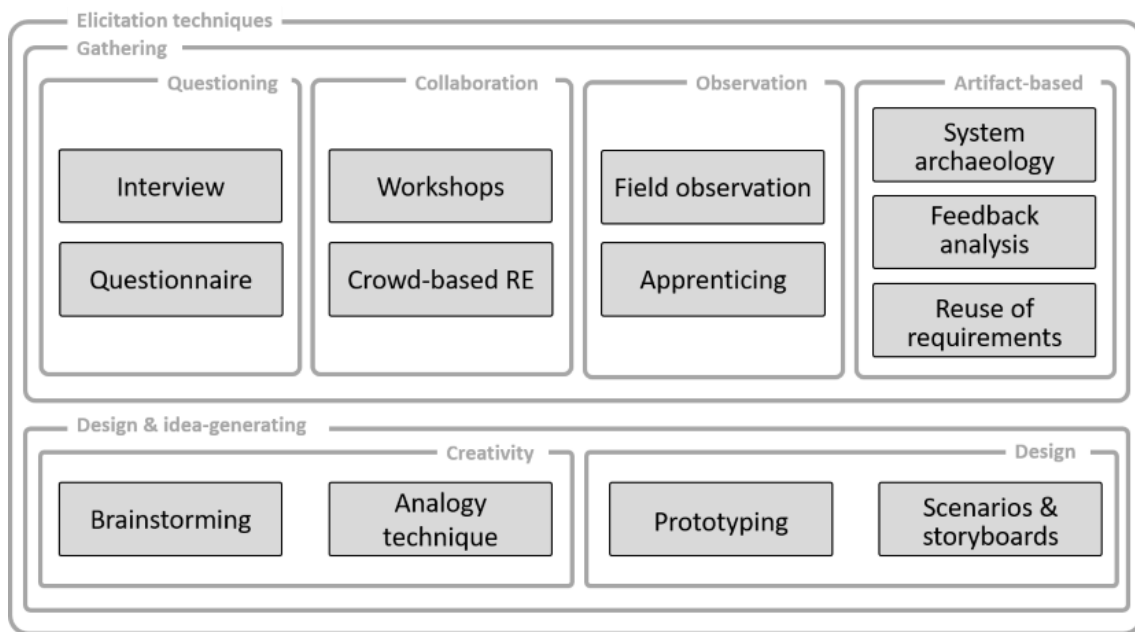 Elicitation techniques
Gathering
Questioning
Interview
Questionnaire
Collaboration
Workshops
Crowd-based RE
Observation
Field observation
Apprenticing
Artifact-based
System
archaeology
Feedback
analysis
Reuse of
requirements
Design & idea-generating
Creativity
Brainstorming
Analogy
technique
Design
Prototyping
Scenarios &
storyboards